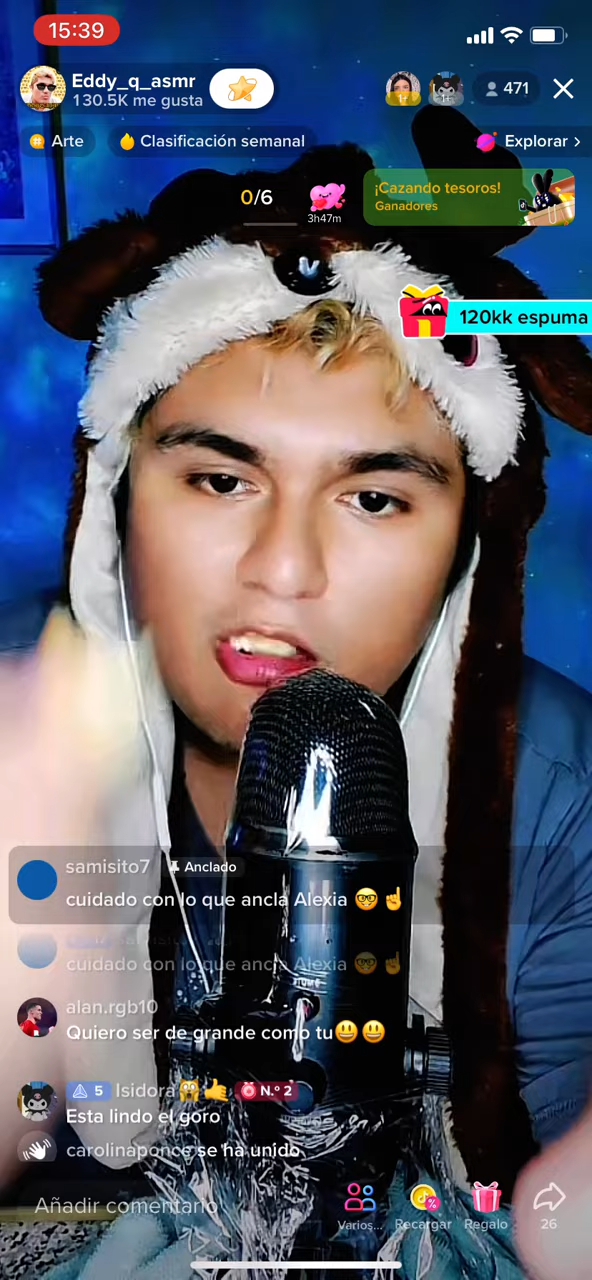 15:39
Eddy_q_asmr
130.5K me gusta
1+
1+
471
Arte
Clasificación semanal
Explorar >
0/6
3h47m
¡Cazando tesoros!
Ganadores
120kk espuma
samisito7 Anclado
cuidado con lo que ancla Alexia 🤓☝️
cuidado con lo que ancla Alexia 🤓☝️
alan.rgb10
Quiero ser de grande como tu😃😃
5 Isidora🙀🤙 N.º 2
Esta lindo el gorro
carolinaponce se ha unido
Añadir comentario
Varios...
Recargar
Regalo
26